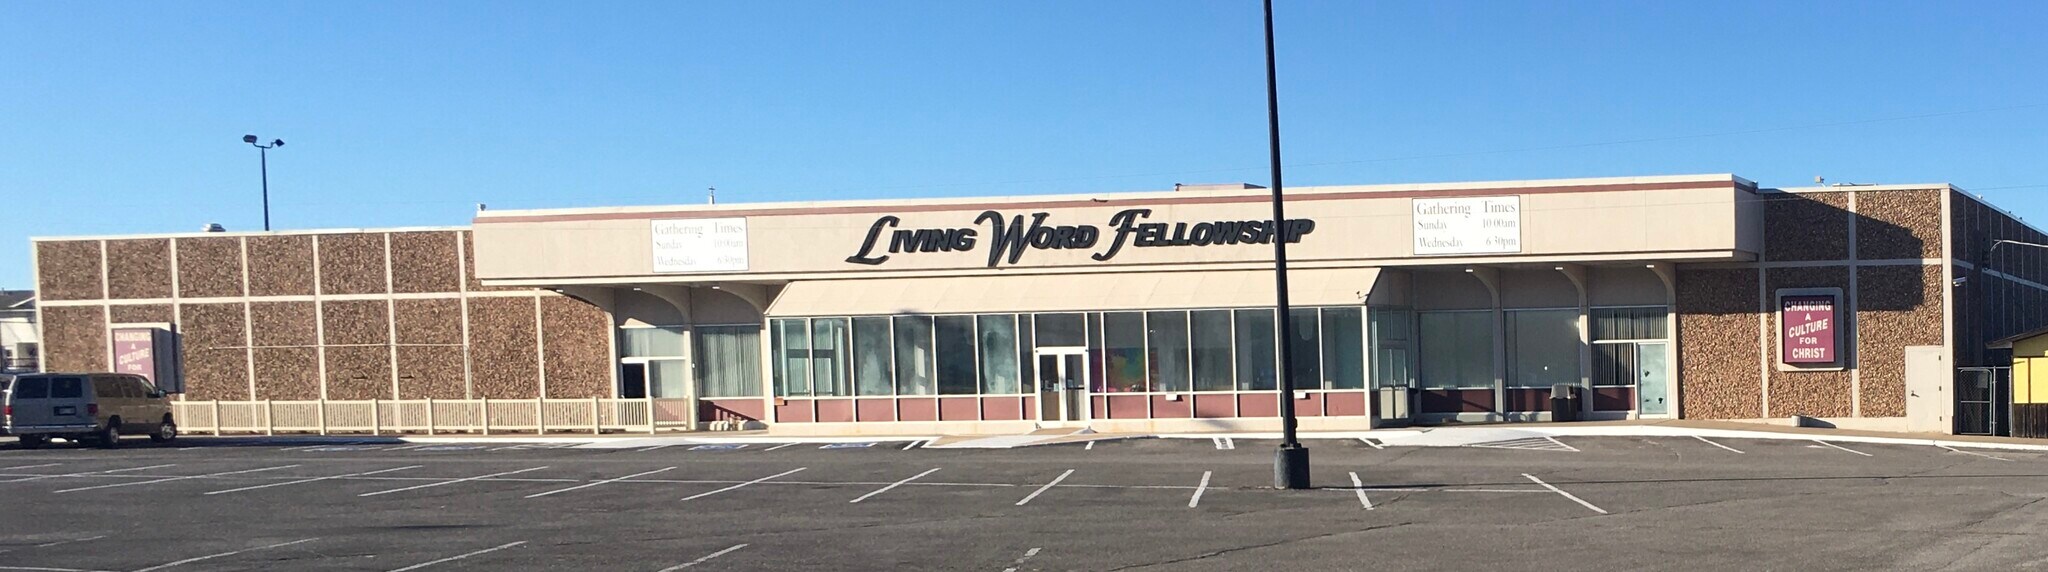 Gathering Times
Sunday 10:00am
Wednesday 6:30pm
LIVING WORD FELLOWSHIP
Gathering Times
Sunday 10:00am
Wednesday 6:30pm
CHANGING
A
CULTURE
FOR
CHANGING
A
CULTURE
FOR
CHRIST